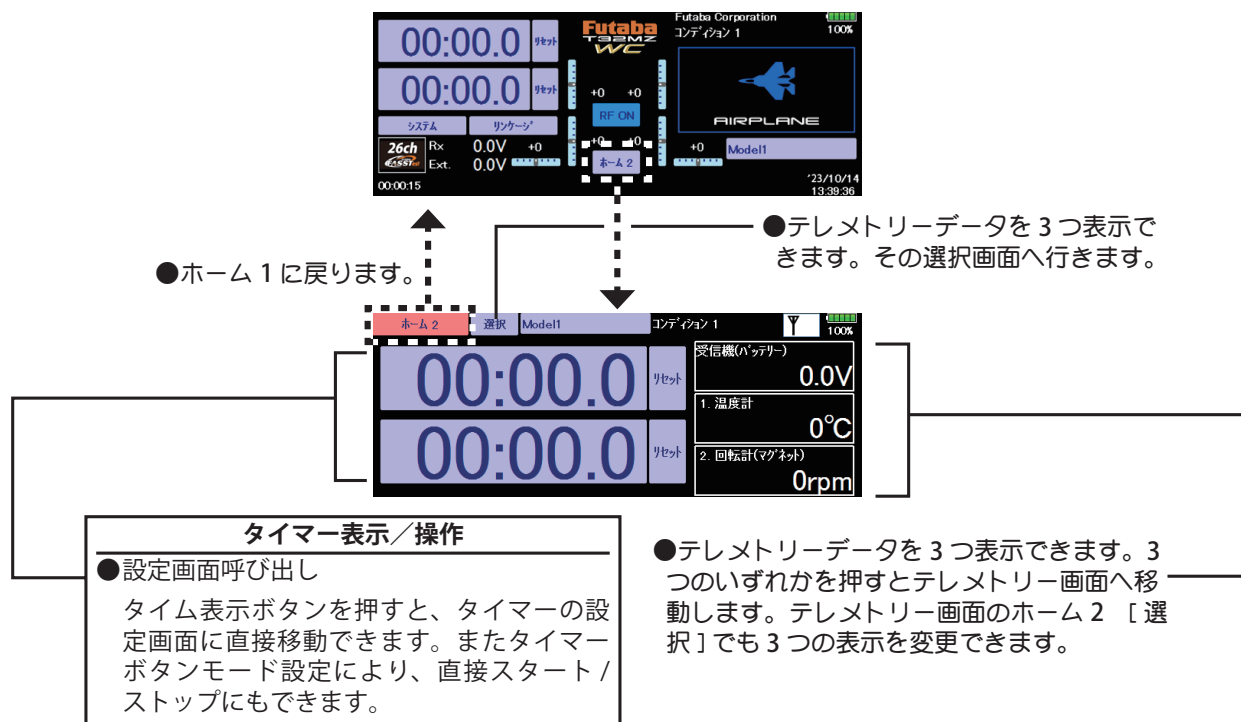 00:00.0 リセット
00:00.0 リセット
システム リンケージ
26ch
FASSTest
Rx 0.0V
Ext. 0.0V
00:00:15
Futaba
T32MZ
WC
+0 +0
RF ON
+0 +0
+0 +0
ホーム 2
Futaba Corporation
コンディション 1
100%
AIRPLANE
Model1
'23/10/14
13:39:36
●テレメトリーデータを 3 つ表示で
きます。その選択画面へ行きます。
●ホーム 1 に戻ります。
ホーム 2 選択 Model1 コンディション 1 100%
00:00.0 リセット
00:00.0 リセット
受信機(バッテリー)
0.0V
1. 温度計
0°C
2. 回転計(マグネット)
0rpm
タイマー表示／操作
●設定画面呼び出し
タイム表示ボタンを押すと、タイマーの設
定画面に直接移動できます。またタイマー
ボタンモード設定により、直接スタート /
ストップにもできます。
●テレメトリーデータを 3 つ表示できます。3
つのいずれかを押すとテレメトリー画面へ移
動します。テレメトリー画面のホーム 2 [ 選
択 ] でも 3 つの表示を変更できます。